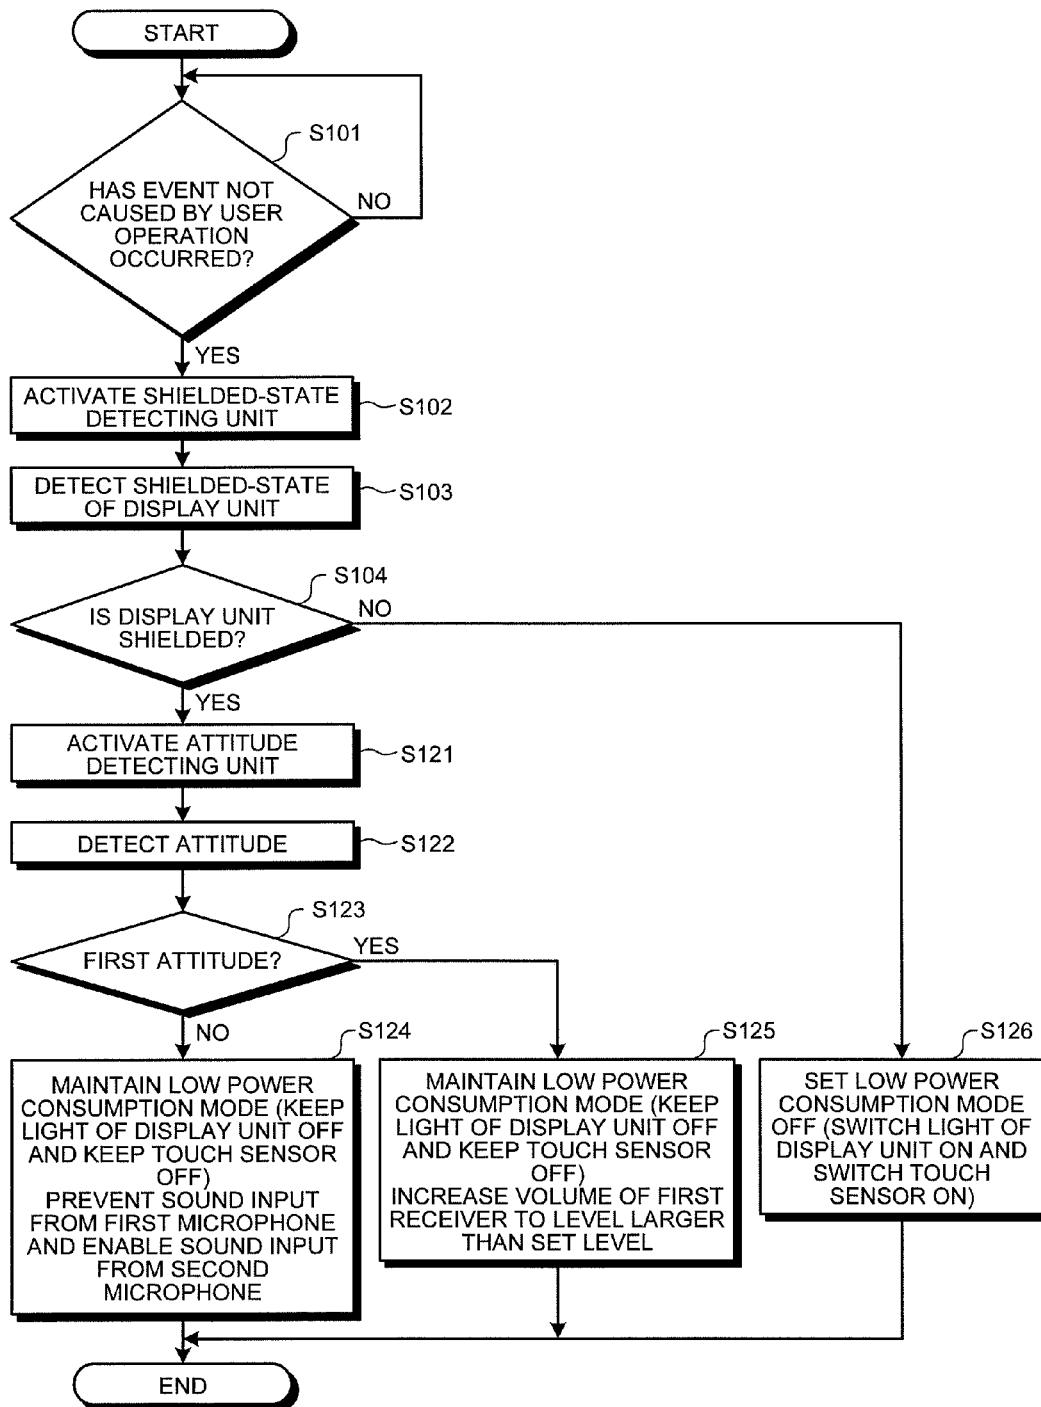 START
S101
HAS EVENT NOT
CAUSED BY USER
OPERATION
OCCURRED?
NO
YES
ACTIVATE SHIELDED-STATE
DETECTING UNIT
S102
DETECT SHIELDED-STATE
OF DISPLAY UNIT
S103
S104
IS DISPLAY UNIT
SHIELDED?
NO
YES
ACTIVATE ATTITUDE
DETECTING UNIT
S121
DETECT ATTITUDE
S122
S123
FIRST ATTITUDE?
YES
NO
S124
MAINTAIN LOW POWER
CONSUMPTION MODE (KEEP
LIGHT OF DISPLAY UNIT OFF
AND KEEP TOUCH SENSOR
OFF)
PREVENT SOUND INPUT
FROM FIRST MICROPHONE
AND ENABLE SOUND INPUT
FROM SECOND
MICROPHONE
S125
MAINTAIN LOW POWER
CONSUMPTION MODE (KEEP
LIGHT OF DISPLAY UNIT OFF
AND KEEP TOUCH SENSOR
OFF)
INCREASE VOLUME OF FIRST
RECEIVER TO LEVEL LARGER
THAN SET LEVEL
S126
SET LOW POWER
CONSUMPTION MODE
OFF (SWITCH LIGHT OF
DISPLAY UNIT ON AND
SWITCH TOUCH
SENSOR ON)
END